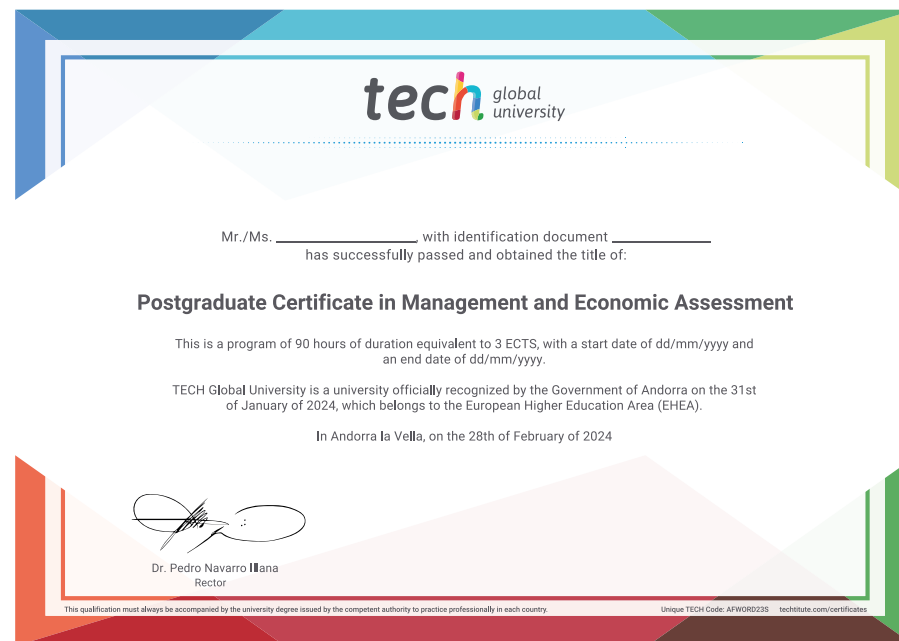 tech global university
Mr./Ms. ____________________, with identification document ______________
has successfully passed and obtained the title of:
Postgraduate Certificate in Management and Economic Assessment
This is a program of 90 hours of duration equivalent to 3 ECTS, with a start date of dd/mm/yyyy and
an end date of dd/mm/yyyy.
TECH Global University is a university officially recognized by the Government of Andorra on the 31st
of January of 2024, which belongs to the European Higher Education Area (EHEA).
In Andorra la Vella, on the 28th of February of 2024
Dr. Pedro Navarro Illana
Rector
This qualification must always be accompanied by the university degree issued by the competent authority to practice professionally in each country.
Unique TECH Code: AFWORD23S techtitute.com/certificates